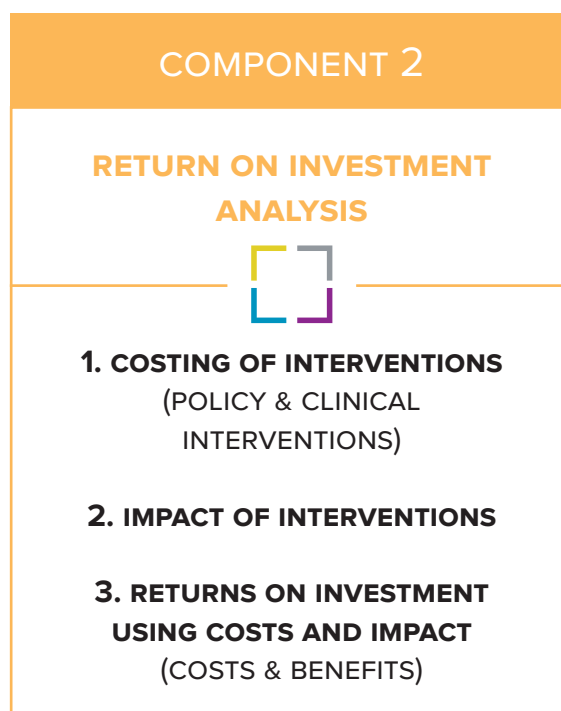 COMPONENT 2
RETURN ON INVESTMENT
ANALYSIS
1. COSTING OF INTERVENTIONS
(POLICY & CLINICAL
INTERVENTIONS)
2. IMPACT OF INTERVENTIONS
3. RETURNS ON INVESTMENT
USING COSTS AND IMPACT
(COSTS & BENEFITS)